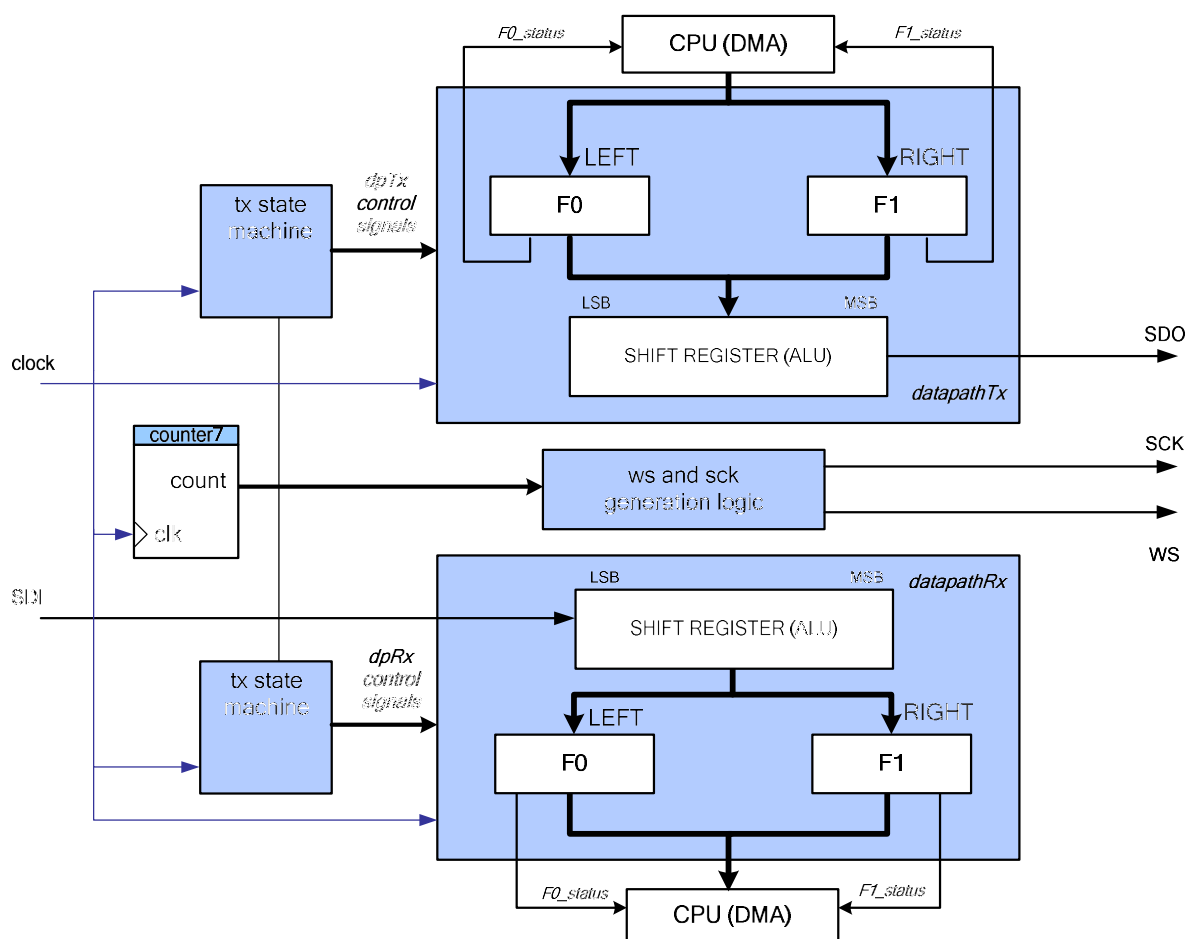 F0_status
CPU (DMA)
F1_status
LEFT
RIGHT
F0
F1
dpTx
control
signals
tx state
machine
LSB
MSB
SHIFT REGISTER (ALU)
SDO
clock
datapathTx
counter7
count
clk
ws and sck
generation logic
SCK
WS
LSB
MSB
datapathRx
SDI
SHIFT REGISTER (ALU)
tx state
machine
dpRx
control
signals
LEFT
RIGHT
F0
F1
F0_status
F1_status
CPU (DMA)